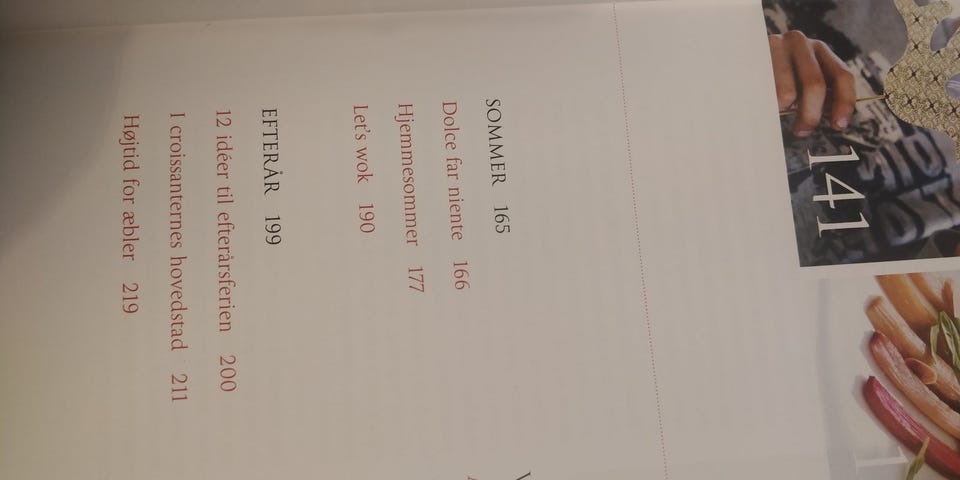 SOMMER 165
Dolce far niente 166
Hjemmesommer 177
Let's wok 190
EFTERÅR 199
12 idéer til efterårsferien 200
I croissanternes hovedstad 211
Højtid for æbler 219
141